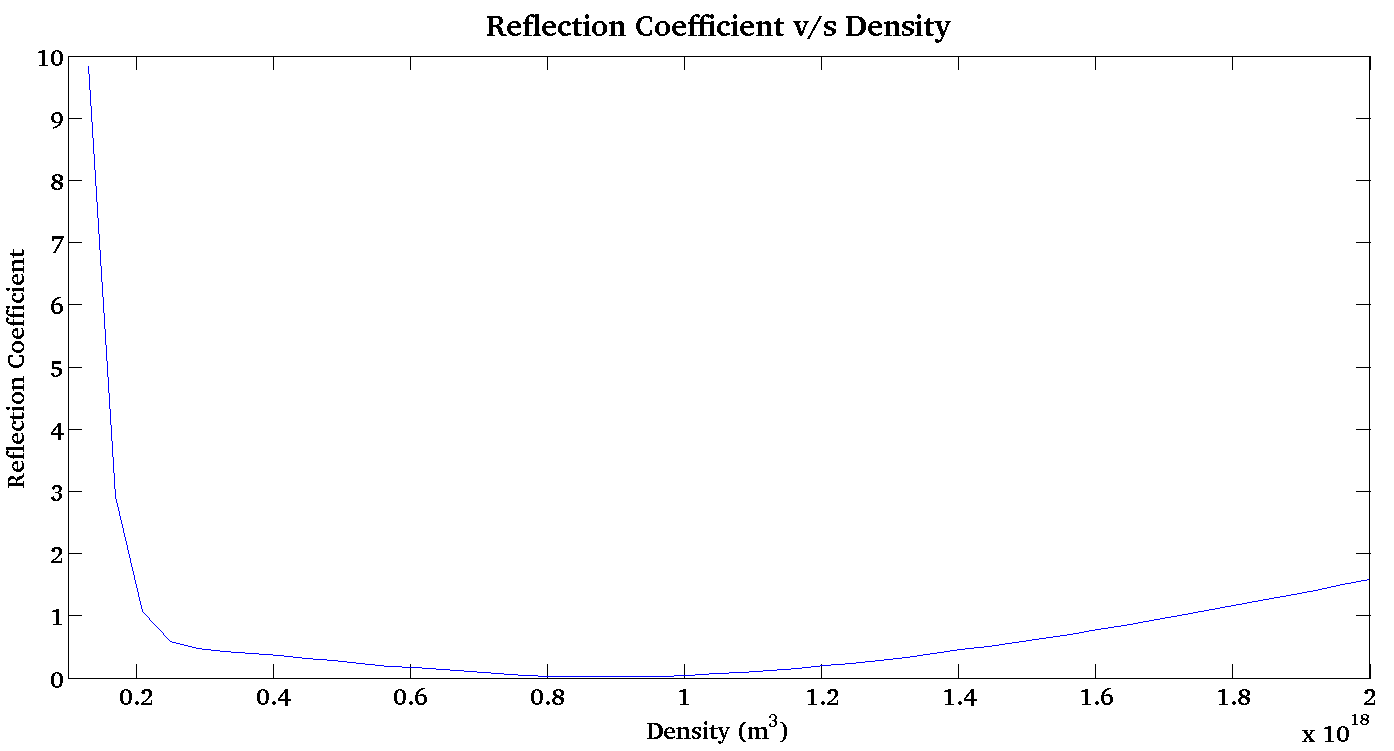 Reflection Coefficient v/s Density
10
9
8
7
6
5
4
3
2
1
0
Reflection Coefficient
0.2 0.4 0.6 0.8 1 1.2 1.4 1.6 1.8 2
Density (m³)
x 10¹⁸